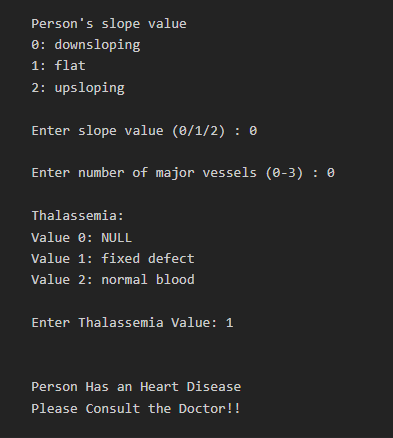 Person's slope value
0: downsloping
1: flat
2: upsloping
Enter slope value (0/1/2) : 0
Enter number of major vessels (0-3) : 0
Thalassemia:
Value 0: NULL
Value 1: fixed defect
Value 2: normal blood
Enter Thalassemia Value: 1
Person Has an Heart Disease
Please Consult the Doctor!!